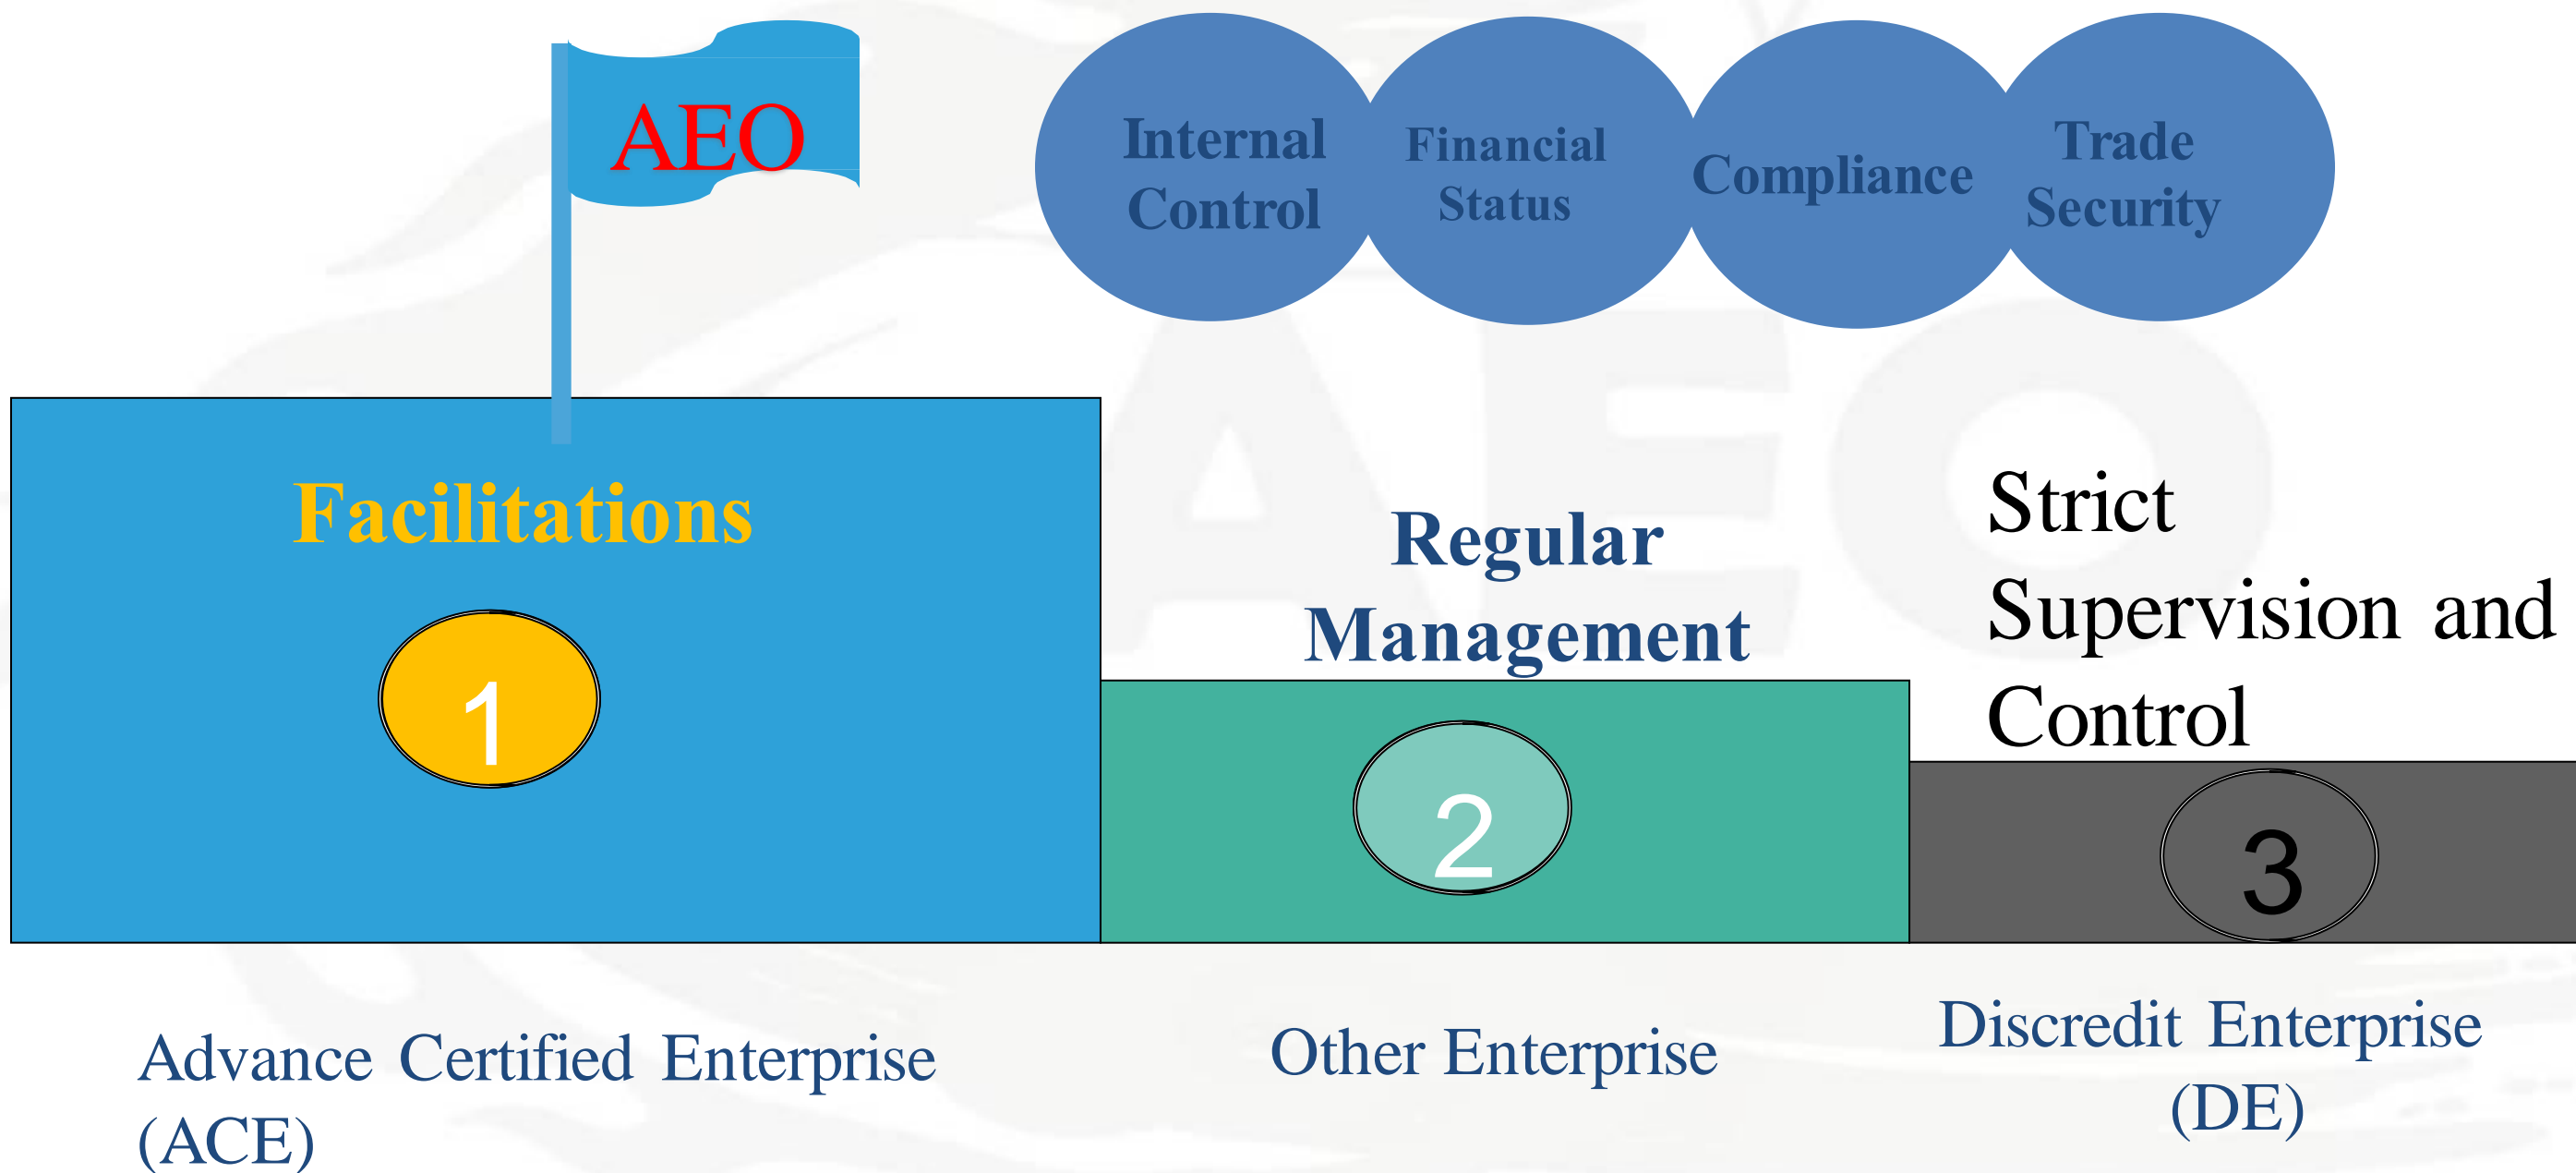 AEO
Internal
Control
Financial
Status
Compliance
Trade
Security
Facilitations
1
Regular
Management
2
Strict
Supervision and
Control
3
Advance Certified Enterprise
(ACE)
Other Enterprise
Discredit Enterprise
(DE)
AEO